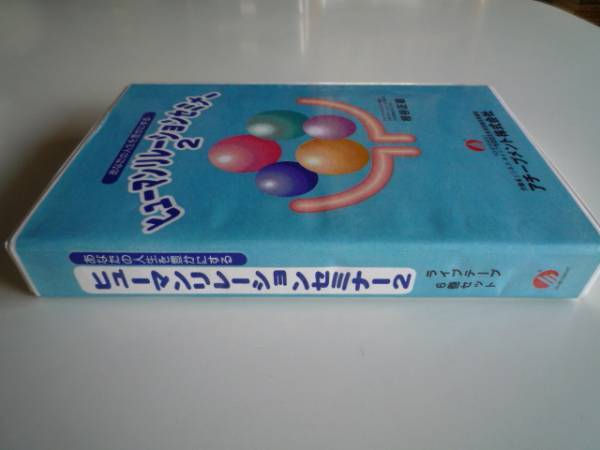 あなたの人生を豊かにする
ヒューマンリレーションセミナー
2
アチーブメント株式会社
あなたの人生を豊かにする
ヒューマンリレーションセミナー2
ライブテープ
6巻セット